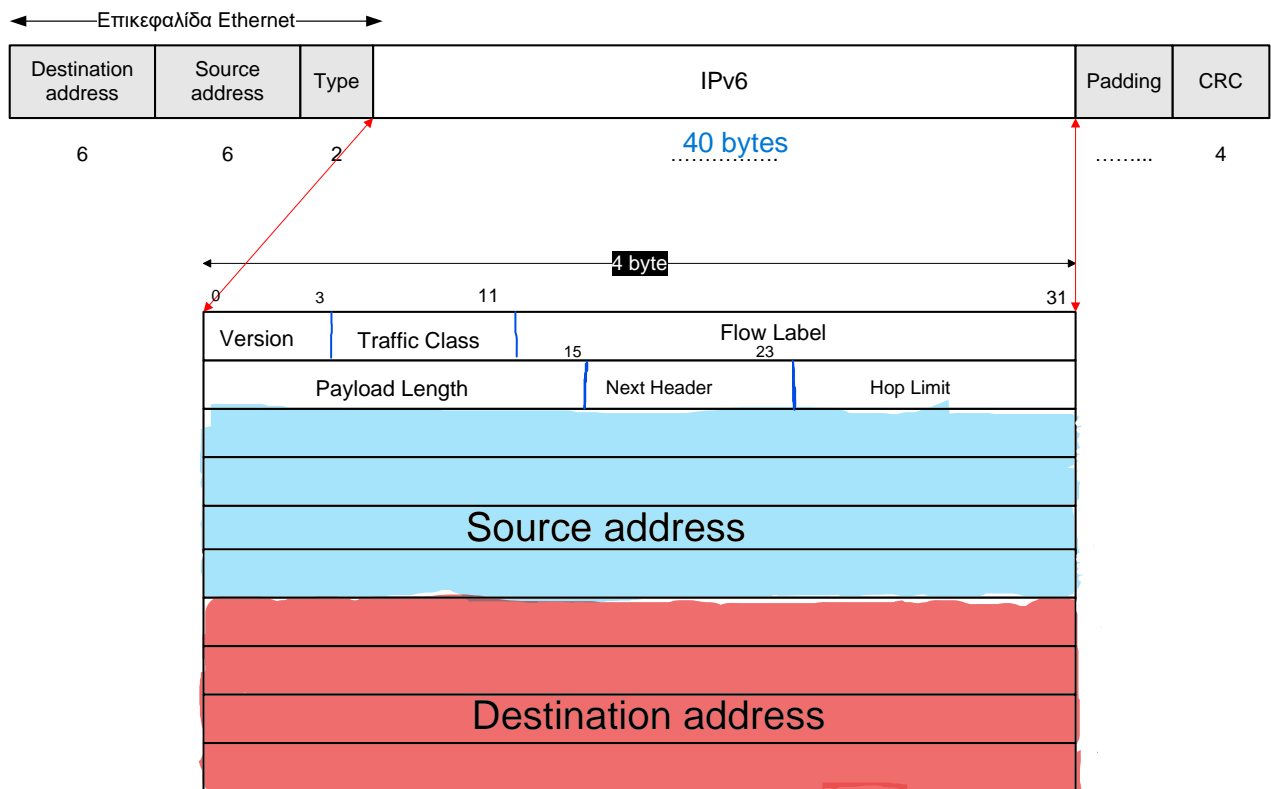 Επικεφαλίδα Ethernet
Destination address
Source address
Type
IPv6
Padding
CRC
6
6
2
40 bytes
................
……...
4
4 byte
0
3
11
31
Version
Traffic Class
Flow Label
15
23
Payload Length
Next Header
Hop Limit
Source address
Destination address